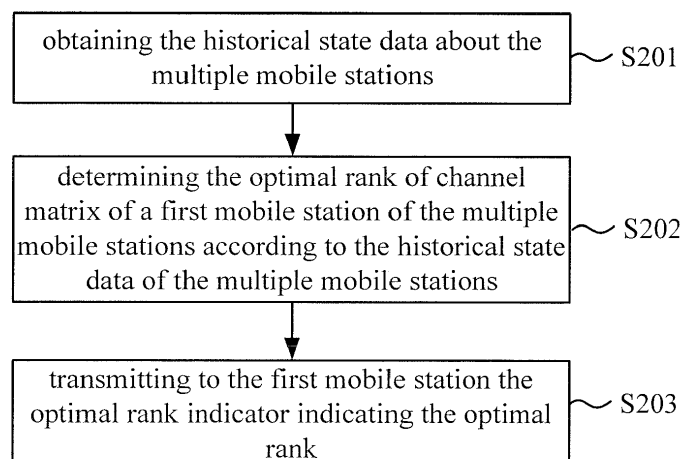 obtaining the historical state data about the
multiple mobile stations
S201
determining the optimal rank of channel
matrix of a first mobile station of the multiple
mobile stations according to the historical state
data of the multiple mobile stations
S202
transmitting to the first mobile station the
optimal rank indicator indicating the optimal
rank
S203